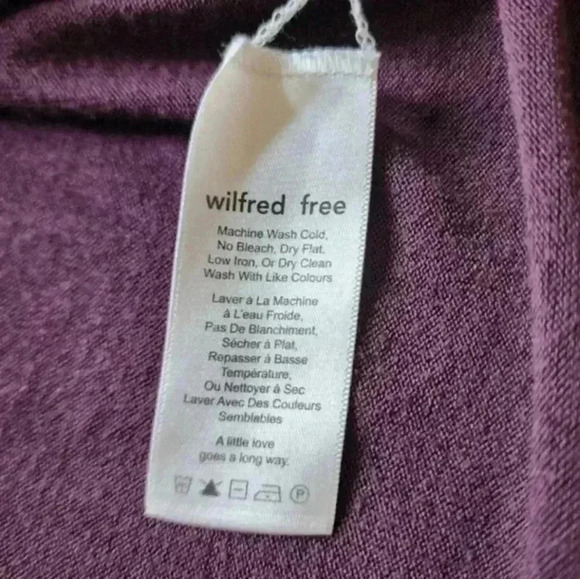 wilfred free
Machine Wash Cold,
No Bleach, Dry Flat,
Low Iron, Or Dry Clean
Wash With Like Colours
Laver à La Machine
à L'eau Froide,
Pas De Blanchiment,
Sécher à Plat,
Repasser à Basse
Température,
Ou Nettoyer à Sec
Laver Avec Des Couleurs
Semblables
A little love
goes a long way.
P